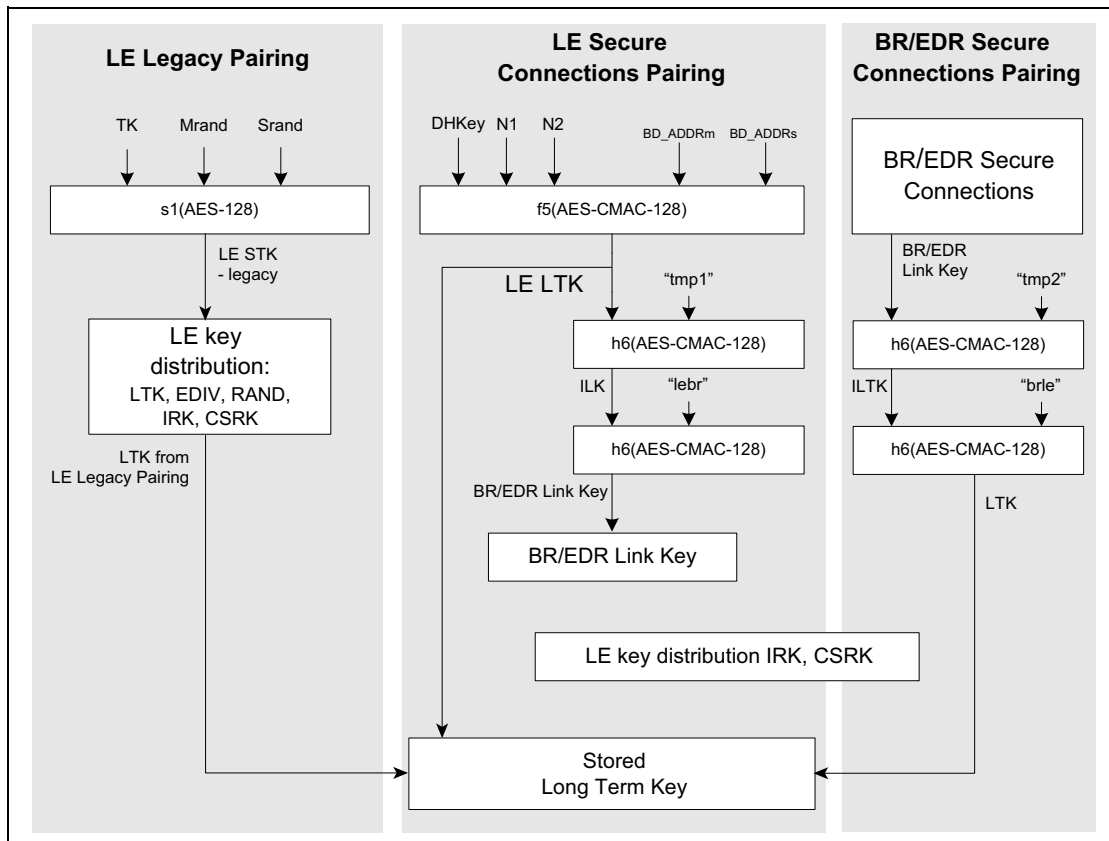 LE Legacy Pairing
TK
Mrand
Srand
s1(AES-128)
LE STK
- legacy
LE key
distribution:
LTK, EDIV, RAND,
IRK, CSRK
LTK from
LE Legacy Pairing
LE Secure
Connections Pairing
DHKey
N1
N2
BD_ADDRm
BD_ADDRs
f5(AES-CMAC-128)
LE LTK
“tmp1”
h6(AES-CMAC-128)
ILK
“lebr”
h6(AES-CMAC-128)
BR/EDR Link Key
BR/EDR Link Key
BR/EDR Secure
Connections Pairing
BR/EDR Secure
Connections
BR/EDR
Link Key
“tmp2”
h6(AES-CMAC-128)
ILTK
“brle”
h6(AES-CMAC-128)
LTK
LE key distribution IRK, CSRK
Stored
Long Term Key